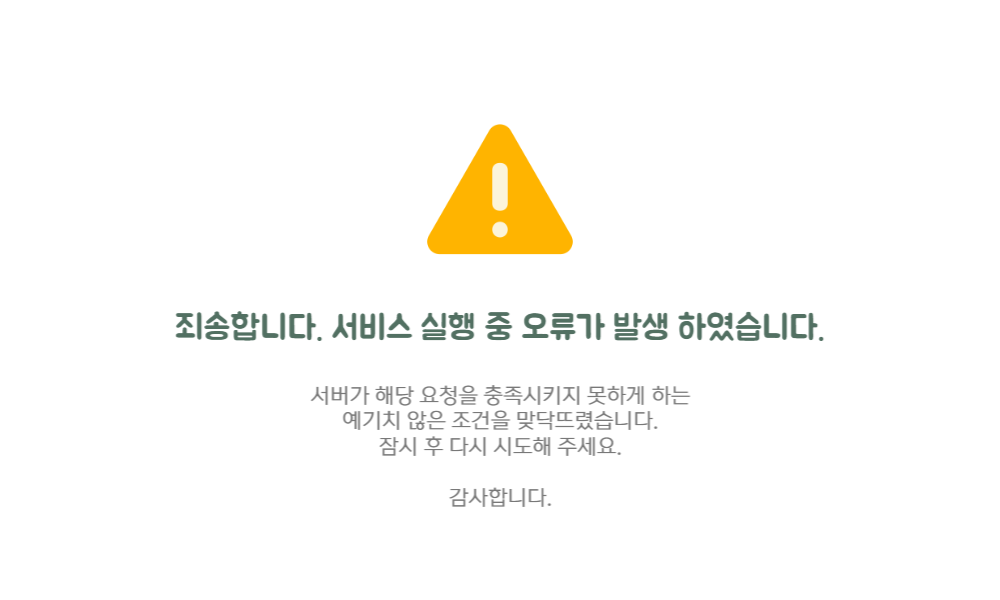 죄송합니다. 서비스 실행 중 오류가 발생 하였습니다.
서버가 해당 요청을 충족시키지 못하게 하는
예기치 않은 조건을 맞닥뜨렸습니다.
잠시 후 다시 시도해 주세요.
감사합니다.